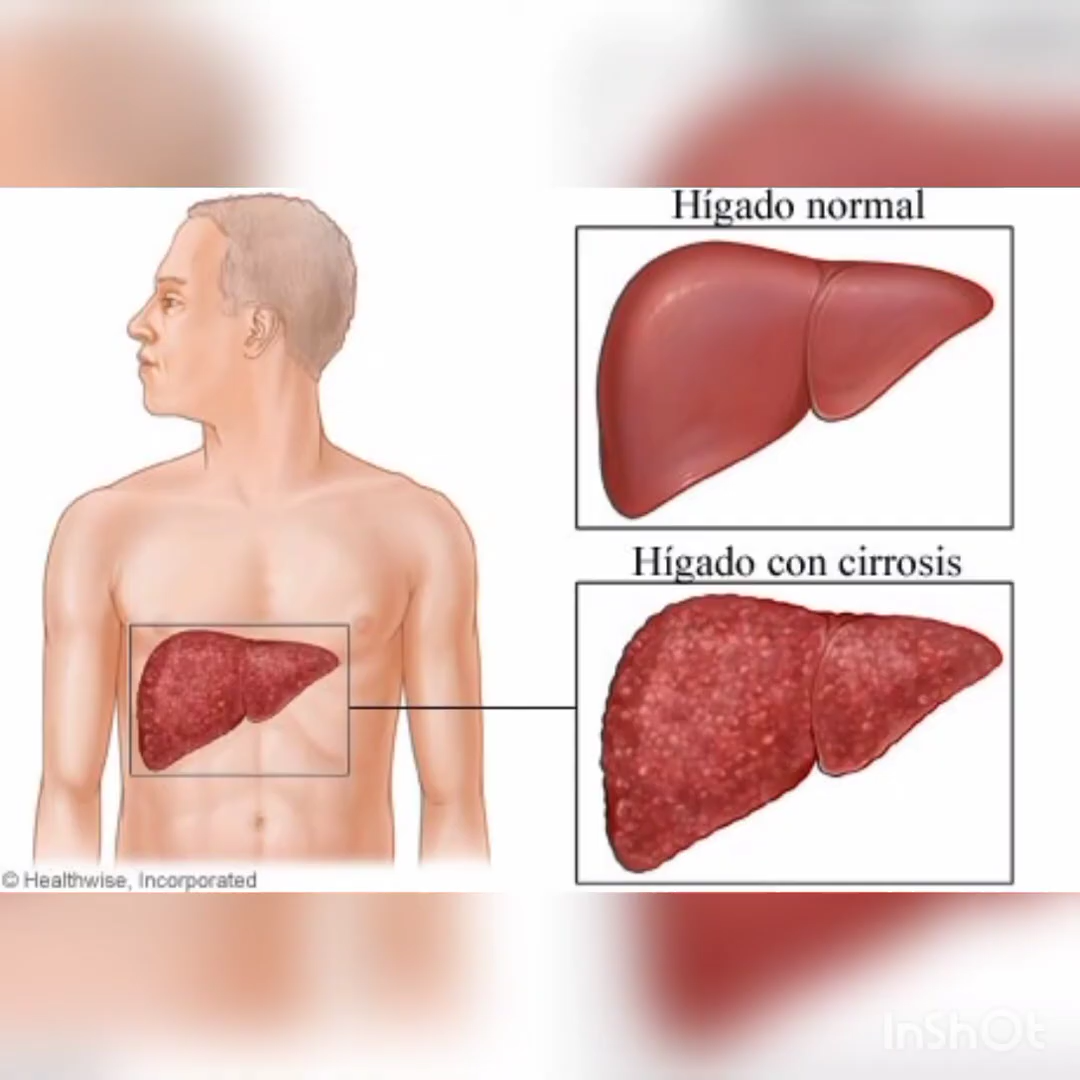 Hígado normal
Hígado con cirrosis
© Healthwise, Incorporated
InShOt